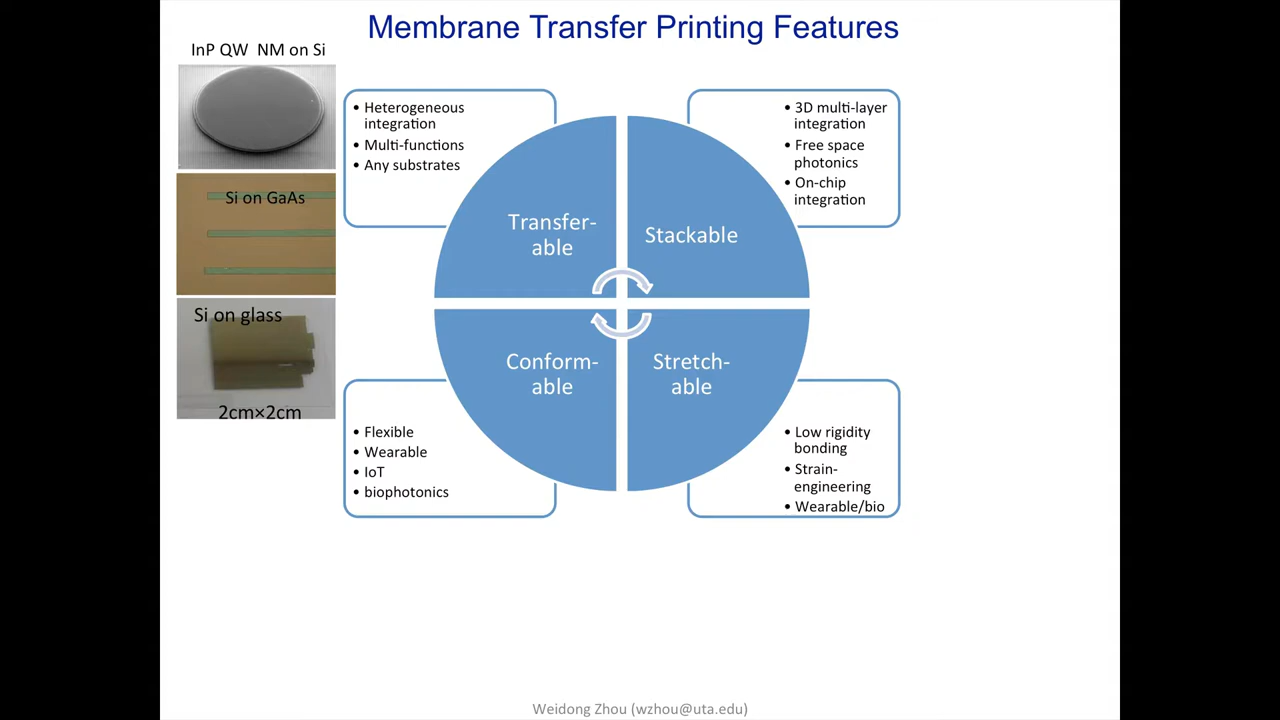 Membrane Transfer Printing Features
InP QW NM on Si
Si on GaAs
Si on glass
2cm×2cm
• Heterogeneous
integration
• Multi-functions
• Any substrates
• 3D multi-layer
integration
• Free space
photonics
• On-chip
integration
Transfer-
able
Stackable
Conform-
able
Stretch-
able
• Flexible
• Wearable
• IoT
• biophotonics
• Low rigidity
bonding
• Strain-
engineering
• Wearable/bio
Weidong Zhou (wzhou@uta.edu)